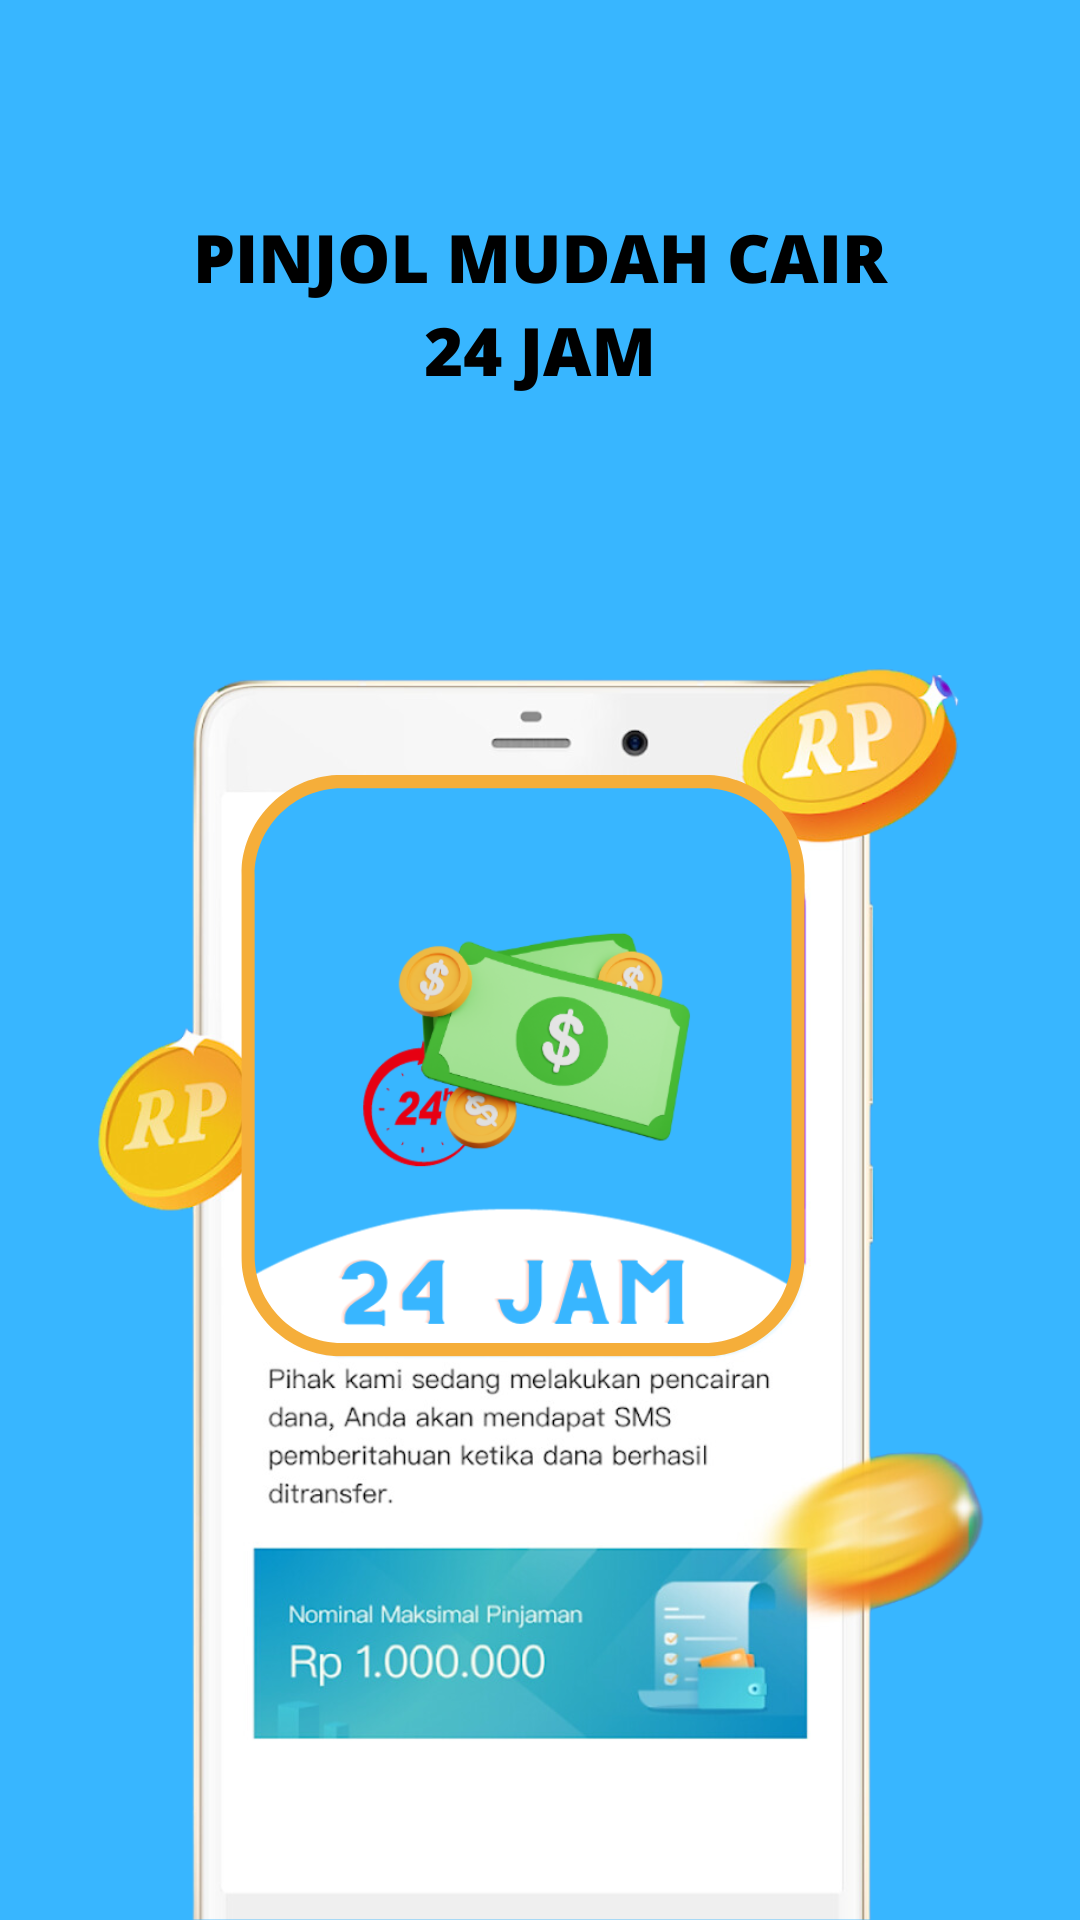 PINJOL MUDAH CAIR
24 JAM
RP
$
$
$
RP
24h
$
24 JAM
Pihak kami sedang melakukan pencairan
dana, Anda akan mendapat SMS
pemberitahuan ketika dana berhasil
ditransfer.
Nominal Maksimal Pinjaman
Rp 1.000.000